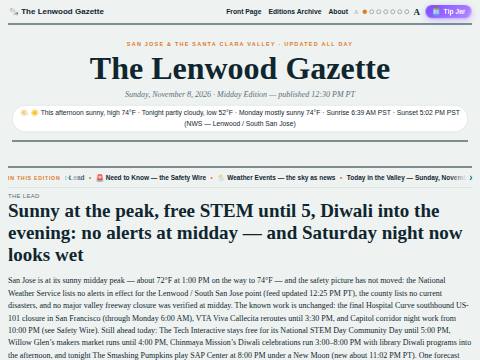 The Lenwood Gazette
Front Page Editions Archive About A A Tip Jar
SAN JOSE & THE SANTA CLARA VALLEY · UPDATED ALL DAY
The Lenwood Gazette
Sunday, November 8, 2026 · Midday Edition — published 12:30 PM PT
This afternoon sunny, high 74°F · Tonight partly cloudy, low 52°F · Monday mostly sunny 74°F · Sunrise 6:39 AM PST · Sunset 5:02 PM PST
(NWS — Lenwood / South San Jose)
IN THIS EDITION Lead • Need to Know — the Safety Wire • Weather Events — the sky as news • Today in the Valley — Sunday, Novem
THE LEAD
Sunny at the peak, free STEM until 5, Diwali into the
evening: no alerts at midday — and Saturday night now
looks wet
San Jose is at its sunny midday peak — about 72°F at 1:00 PM on the way to 74°F — and the safety picture has not moved: the National
Weather Service lists no alerts in effect for the Lenwood / South San Jose point (feed updated 12:25 PM PT), the county lists no current
disasters, and no major valley freeway closure was verified at midday. The known work is unchanged: the final Hospital Curve southbound US-
101 closure in San Francisco (through Monday 6:00 AM), VTA Viva Callecita reroutes until 3:30 PM, and Capitol corridor night work from
10:00 PM (see Safety Wire). Still ahead today: The Tech Interactive stays free for its National STEM Day Community Day until 5:00 PM,
Willow Glen's makers market runs until 4:00 PM, Chinmaya Mission's Diwali celebrations run 3:00–8:00 PM with library Diwali programs into
the afternoon, and tonight The Smashing Pumpkins play SAP Center at 8:00 PM under a New Moon (new about 11:02 PM PT). One forecast